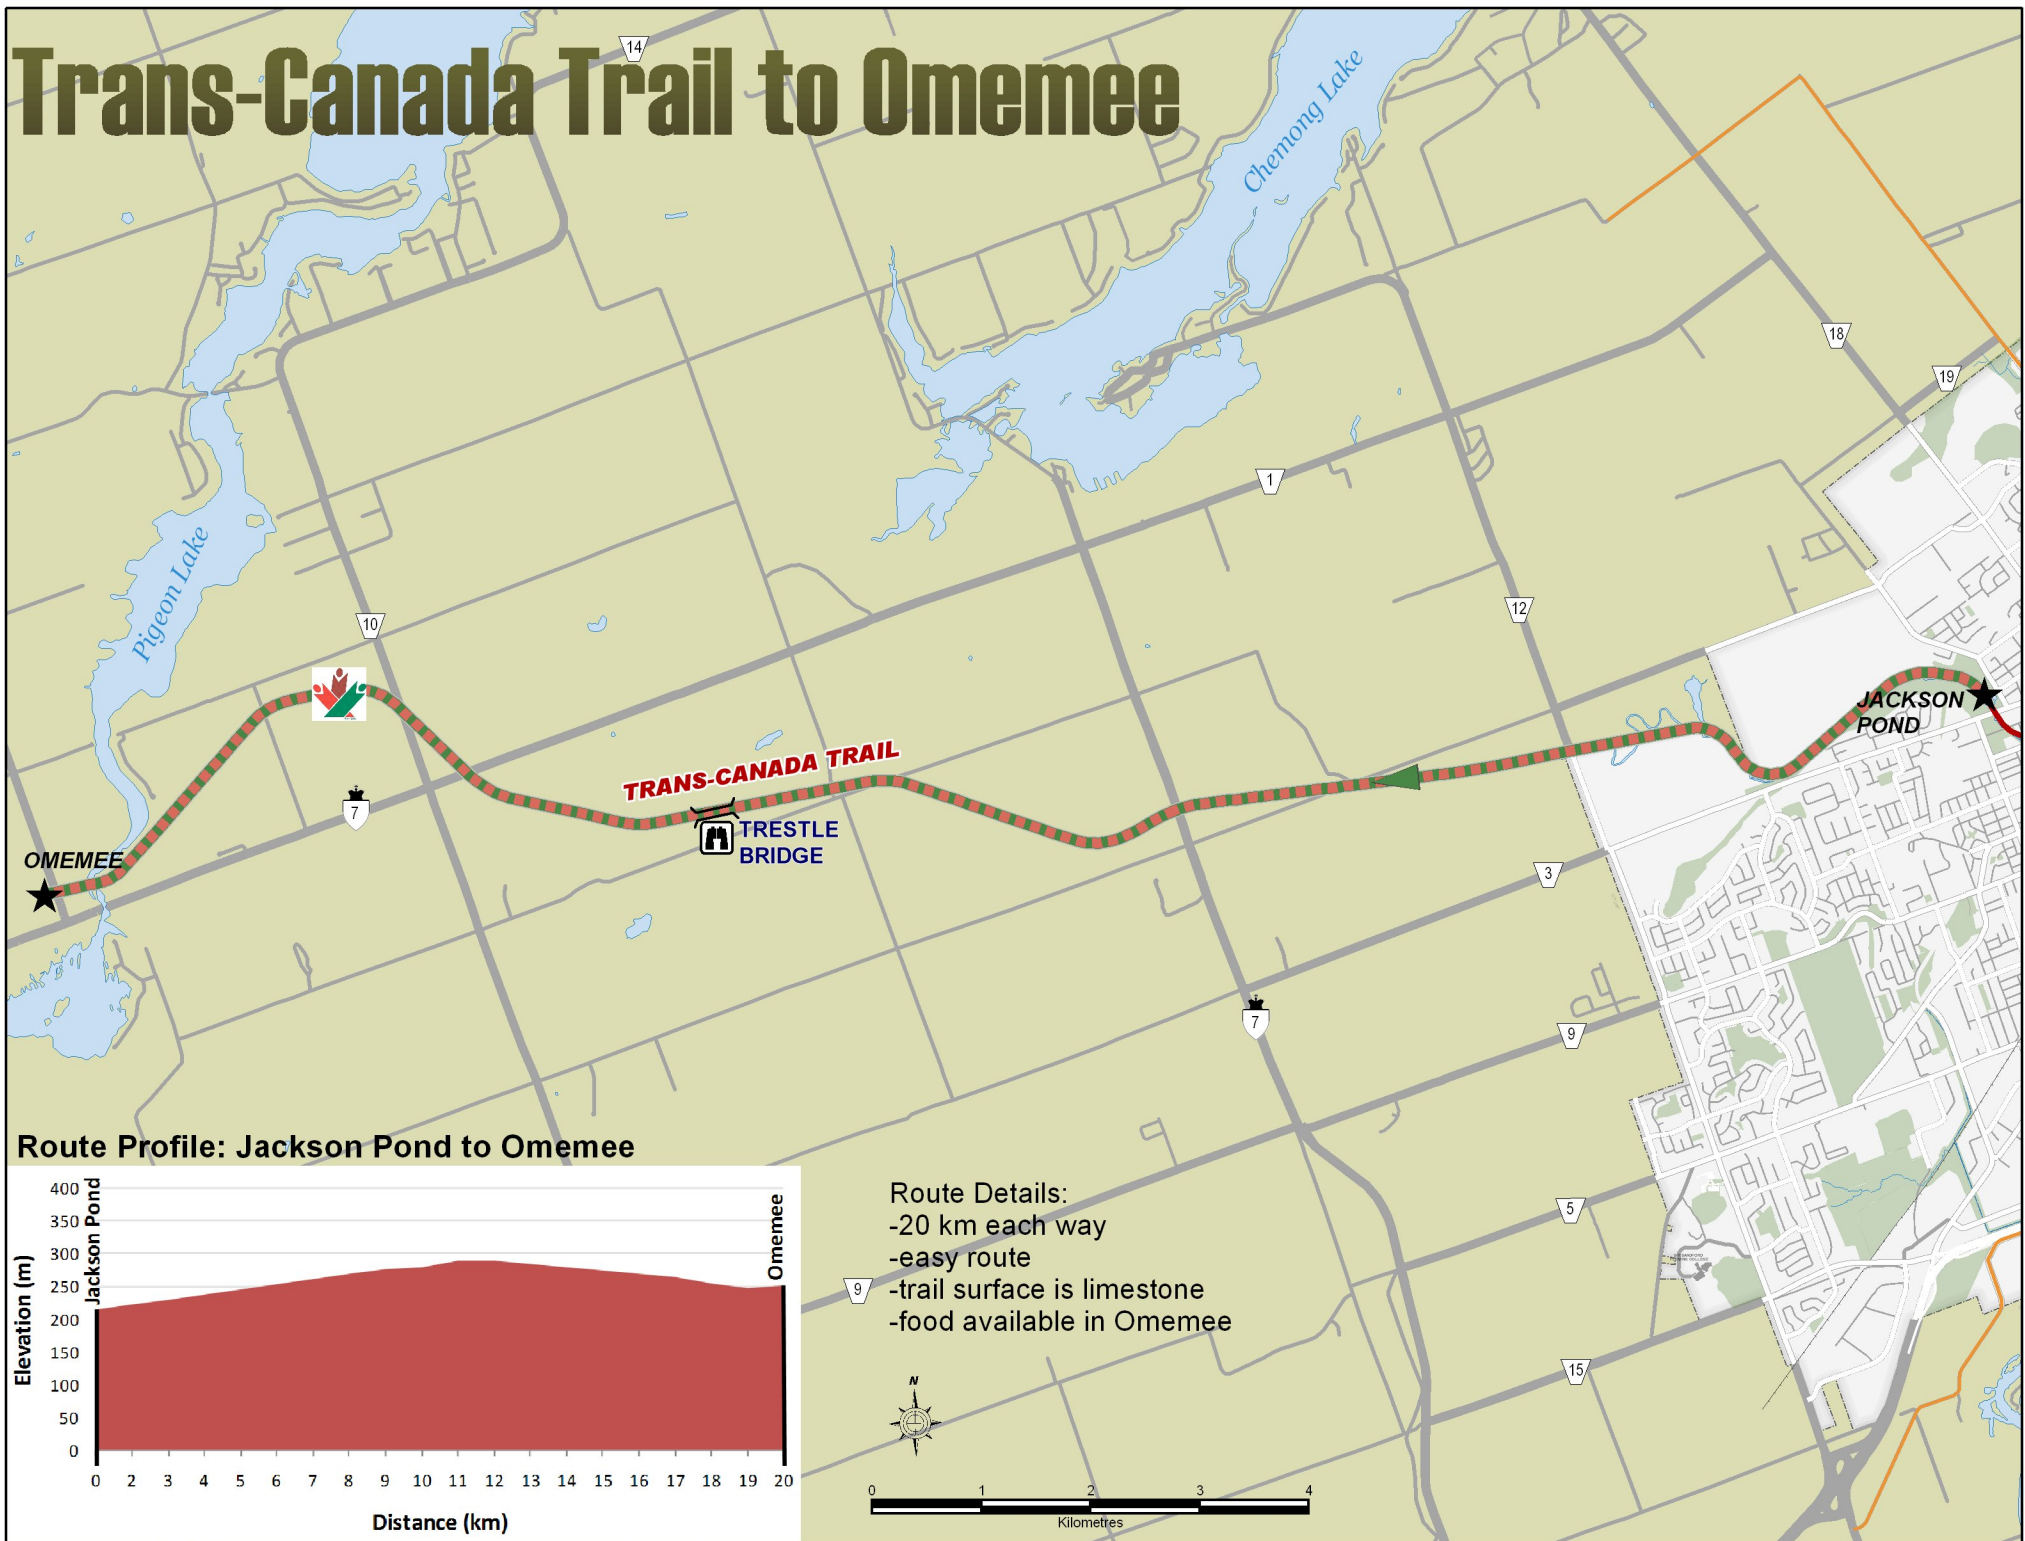 Trans-Canada Trail to Omemee
14
Chemong Lake
18
19
1
Pigeon Lake
10
12
JACKSON
POND
TRANS-CANADA TRAIL
7
TRESTLE
BRIDGE
OMEMEE
3
7
9
Route Profile: Jackson Pond to Omemee
400
350
300
250
200
150
100
50
0
Elevation (m)
Jackson Pond
Omemee
0 2 3 4 5 6 7 8 9 10 11 12 13 14 15 16 17 18 19 20
Distance (km)
Route Details:
-20 km each way
-easy route
-trail surface is limestone
-food available in Omemee
9
5
15
N
0 1 2 3 4
Kilometres